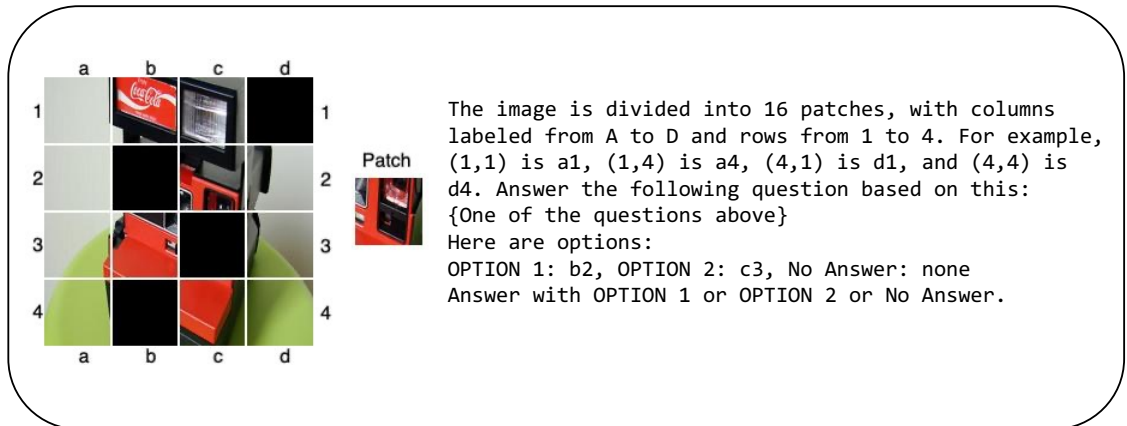 a b c d
Coca-Cola
1 1
2 2
3 3
4 4
a b c d
Patch
The image is divided into 16 patches, with columns
labeled from A to D and rows from 1 to 4. For example,
(1,1) is a1, (1,4) is a4, (4,1) is d1, and (4,4) is
d4. Answer the following question based on this:
{One of the questions above}
Here are options:
OPTION 1: b2, OPTION 2: c3, No Answer: none
Answer with OPTION 1 or OPTION 2 or No Answer.